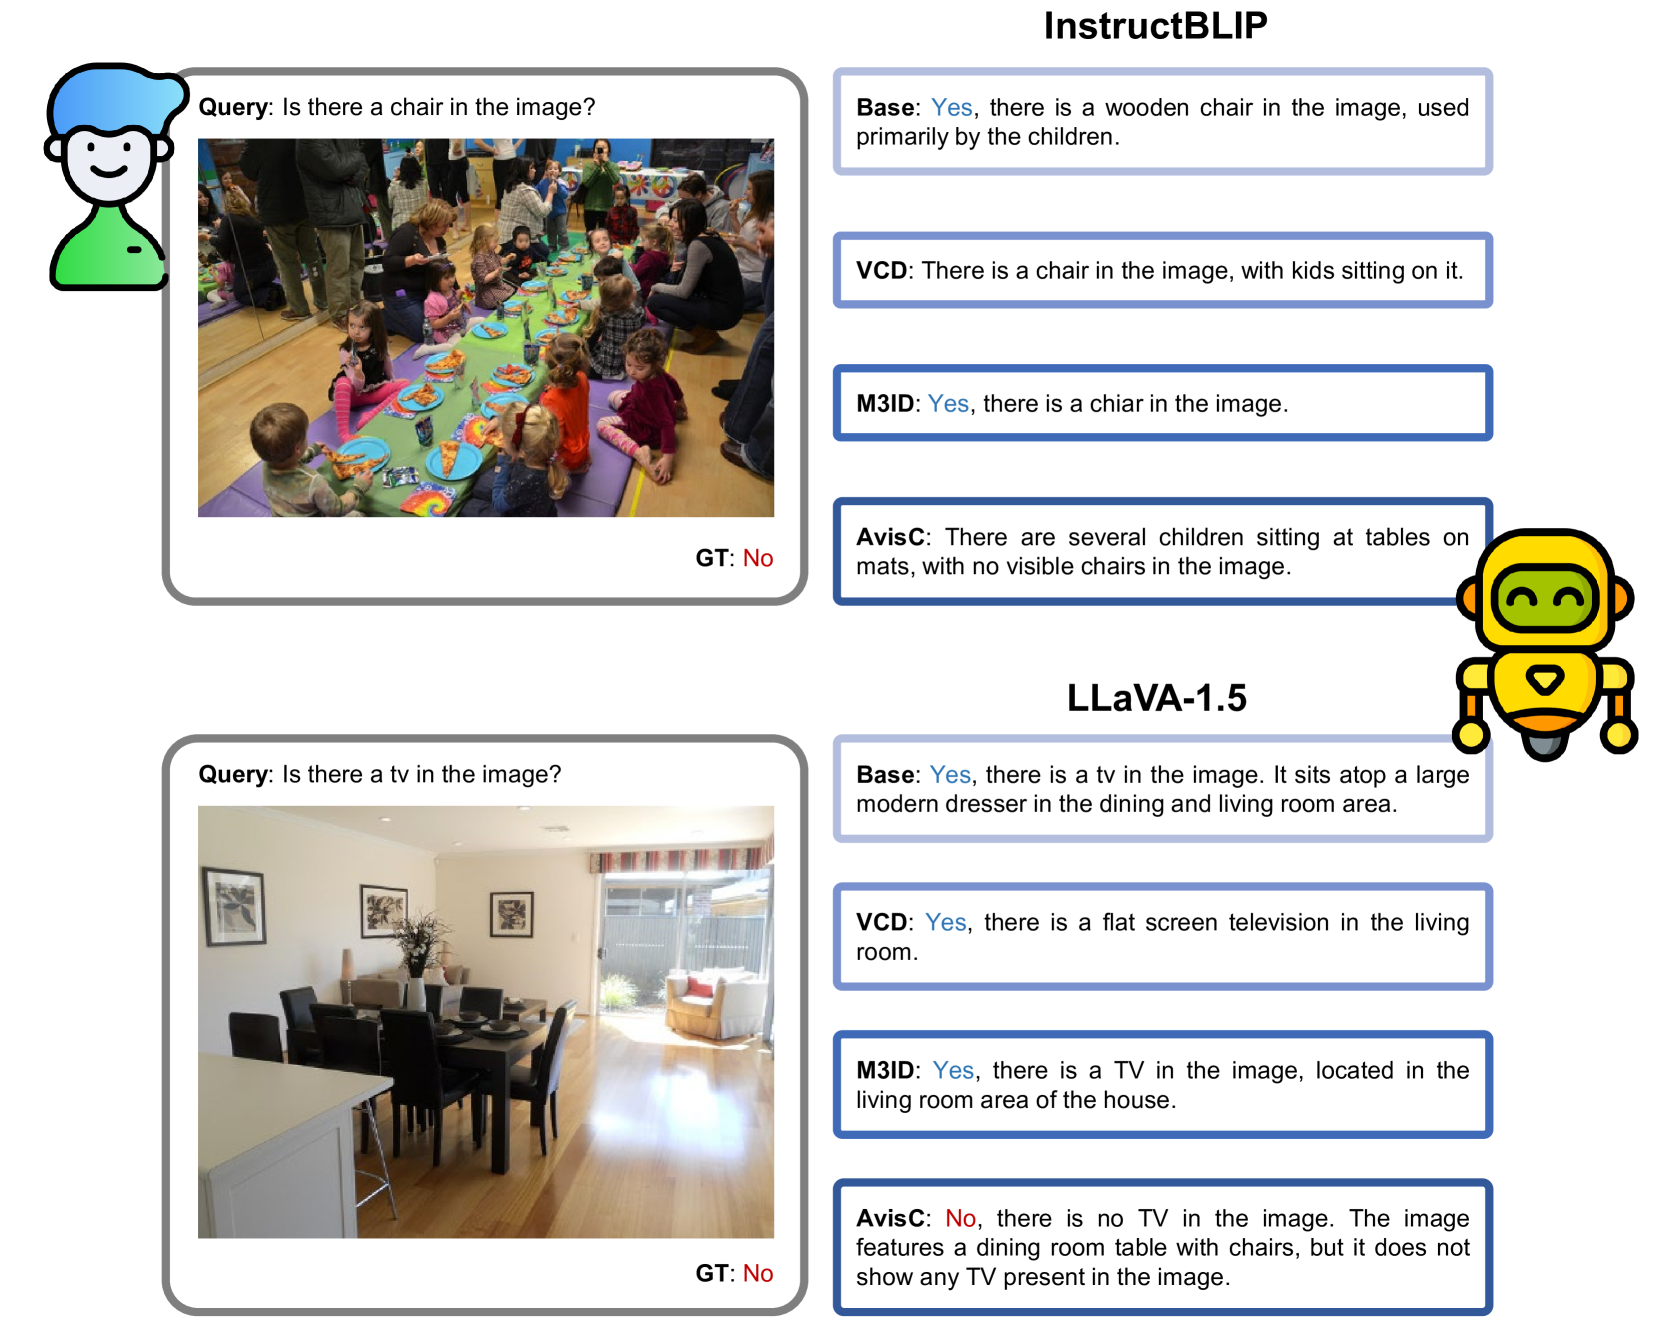 InstructBLIP
Query: Is there a chair in the image?
GT: No
Base: Yes, there is a wooden chair in the image, used
primarily by the children.
VCD: There is a chair in the image, with kids sitting on it.
M3ID: Yes, there is a chiar in the image.
AvisC: There are several children sitting at tables on
mats, with no visible chairs in the image.
LLaVA-1.5
Query: Is there a tv in the image?
GT: No
Base: Yes, there is a tv in the image. It sits atop a large
modern dresser in the dining and living room area.
VCD: Yes, there is a flat screen television in the living
room.
M3ID: Yes, there is a TV in the image, located in the
living room area of the house.
AvisC: No, there is no TV in the image. The image
features a dining room table with chairs, but it does not
show any TV present in the image.